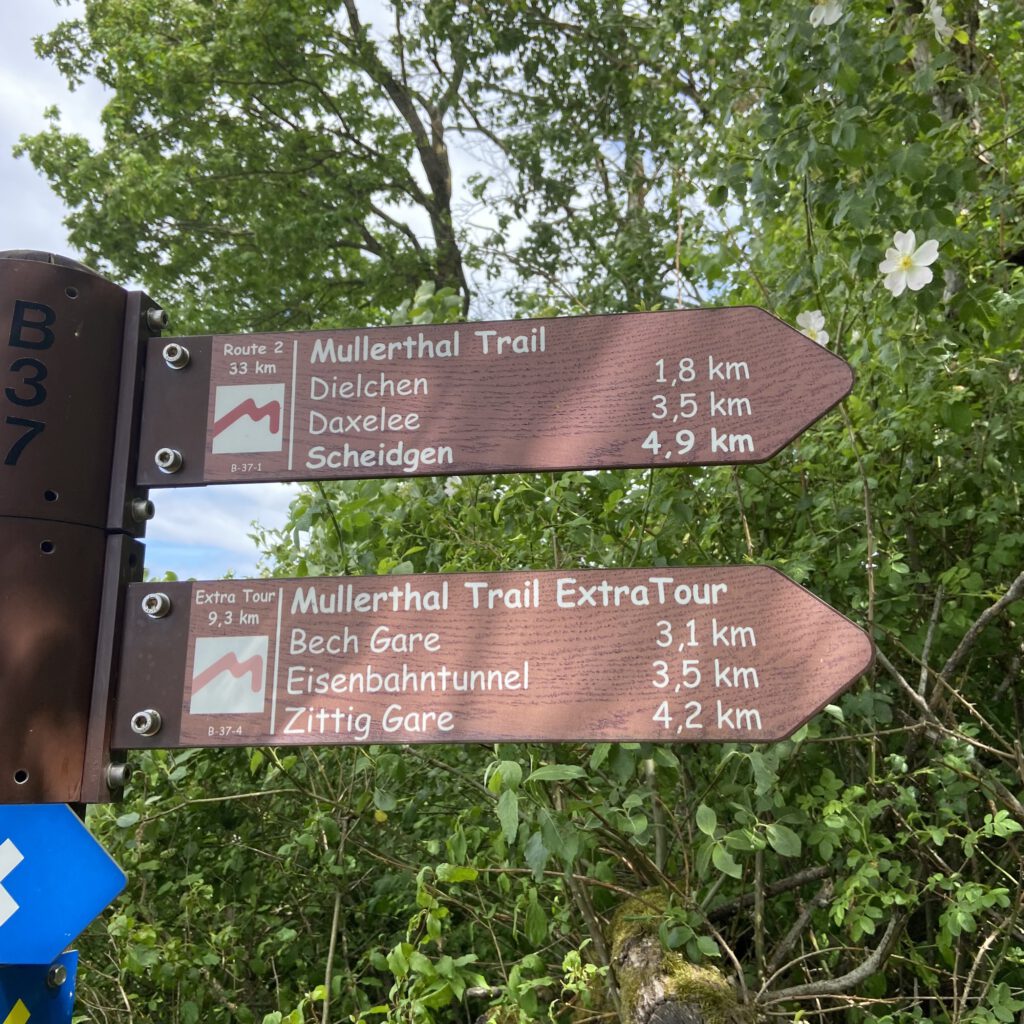 B
3
7
Route 2
33 km
B-37-1
Mullerthal Trail
Dielchen 1,8 km
Daxelee 3,5 km
Scheidgen 4,9 km
Extra Tour
9,3 km
B-37-4
Mullerthal Trail ExtraTour
Bech Gare 3,1 km
Eisenbahntunnel 3,5 km
Zittig Gare 4,2 km